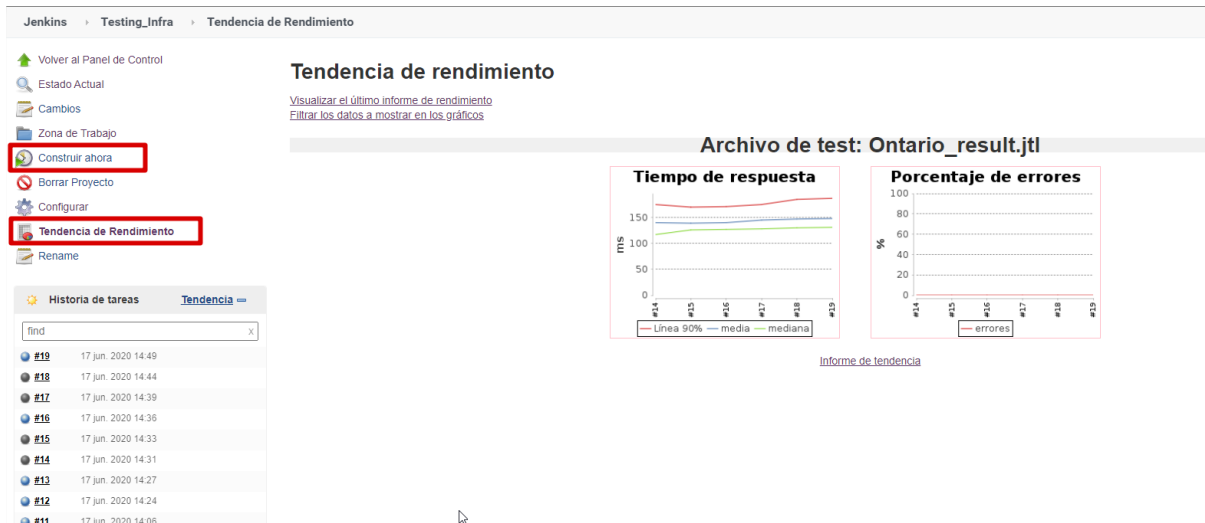 Jenkins › Testing_Infra › Tendencia de Rendimiento
Volver al Panel de Control
Estado Actual
Cambios
Zona de Trabajo
Construir ahora
Borrar Proyecto
Configurar
Tendencia de Rendimiento
Rename
Historia de tareas Tendencia
find x
#19 17 jun. 2020 14:49
#18 17 jun. 2020 14:44
#17 17 jun. 2020 14:39
#16 17 jun. 2020 14:36
#15 17 jun. 2020 14:33
#14 17 jun. 2020 14:31
#13 17 jun. 2020 14:27
#12 17 jun. 2020 14:24
#11 17 jun. 2020 14:06
Tendencia de rendimiento
Visualizar el último informe de rendimiento
Filtrar los datos a mostrar en los gráficos
Archivo de test: Ontario_result.jtl
Tiempo de respuesta
ms
150
100
50
0
#14 #15 #16 #17 #18 #19
Línea 90% media mediana
Porcentaje de errores
%
100
80
60
40
20
0
#14 #15 #16 #17 #18 #19
errores
Informe de tendencia